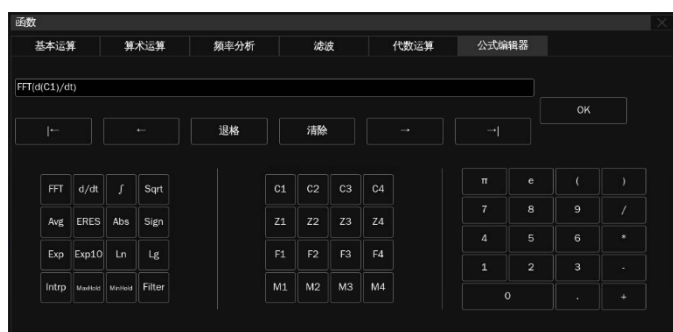 函数
基本运算 算术运算 频率分析 滤波 代数运算 公式编辑器
FFT(d(C1)/dt)
OK
|← ← 退格 清除 → →|
FFT d/dt ∫ Sqrt C1 C2 C3 C4 π e ( )
Avg ERES Abs Sign Z1 Z2 Z3 Z4 7 8 9 /
Exp Exp10 Ln Lg F1 F2 F3 F4 4 5 6 *
Intrp MaxHold MinHold Filter M1 M2 M3 M4 1 2 3 -
0 . +